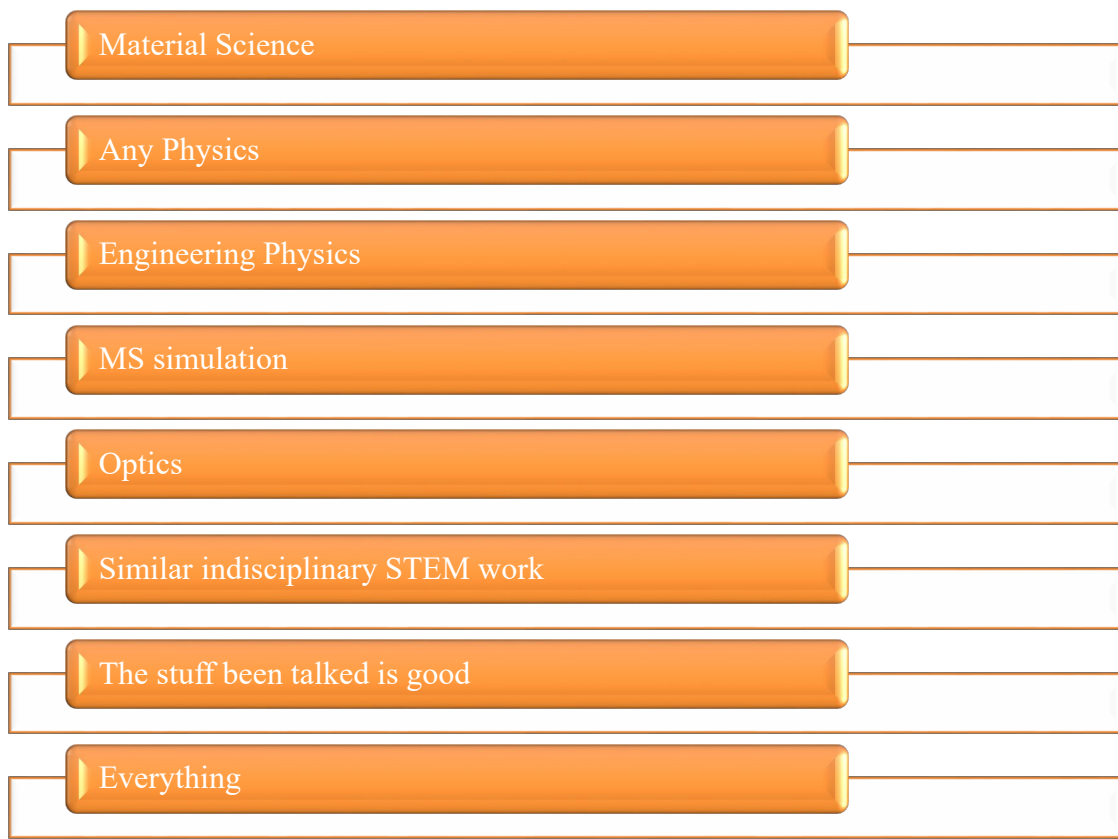 Material Science
Any Physics
Engineering Physics
MS simulation
Optics
Similar indisciplinary STEM work
The stuff been talked is good
Everything